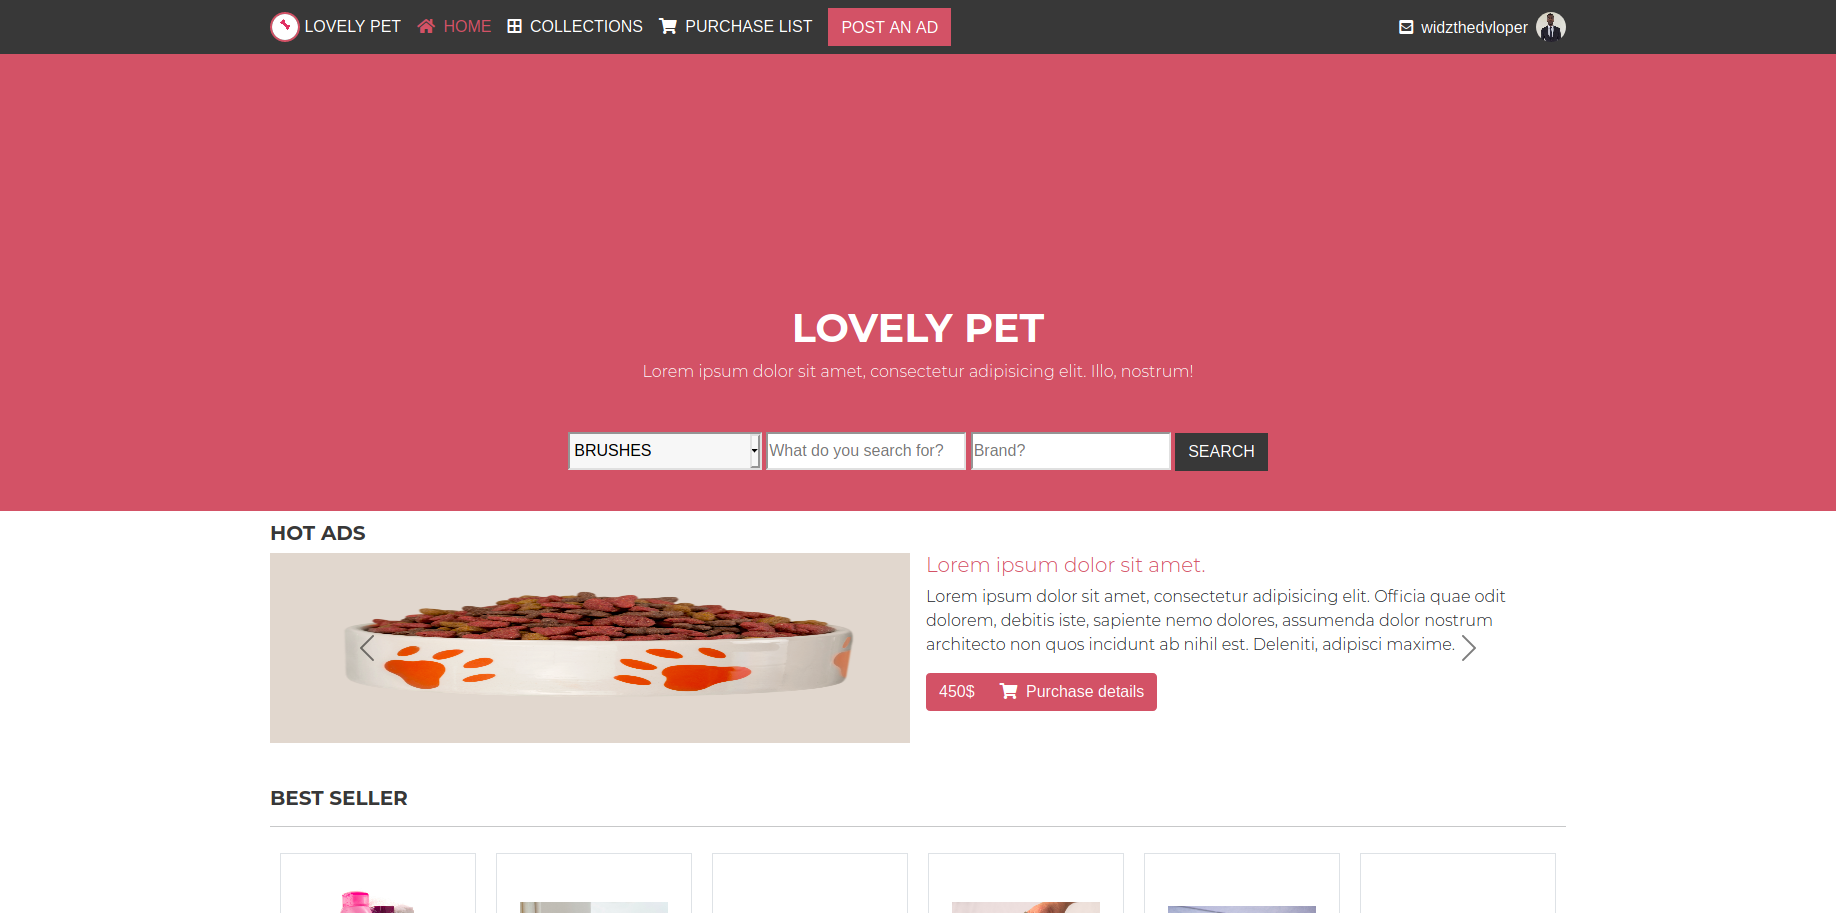 LOVELY PET
HOME
COLLECTIONS
PURCHASE LIST
POST AN AD
widzthedvloper
LOVELY PET
Lorem ipsum dolor sit amet, consectetur adipisicing elit. Illo, nostrum!
BRUSHES
What do you search for?
Brand?
SEARCH
HOT ADS
Lorem ipsum dolor sit amet.
Lorem ipsum dolor sit amet, consectetur adipisicing elit. Officia quae odit
dolorem, debitis iste, sapiente nemo dolores, assumenda dolor nostrum
architecto non quos incidunt ab nihil est. Deleniti, adipisci maxime.
450$ Purchase details
BEST SELLER